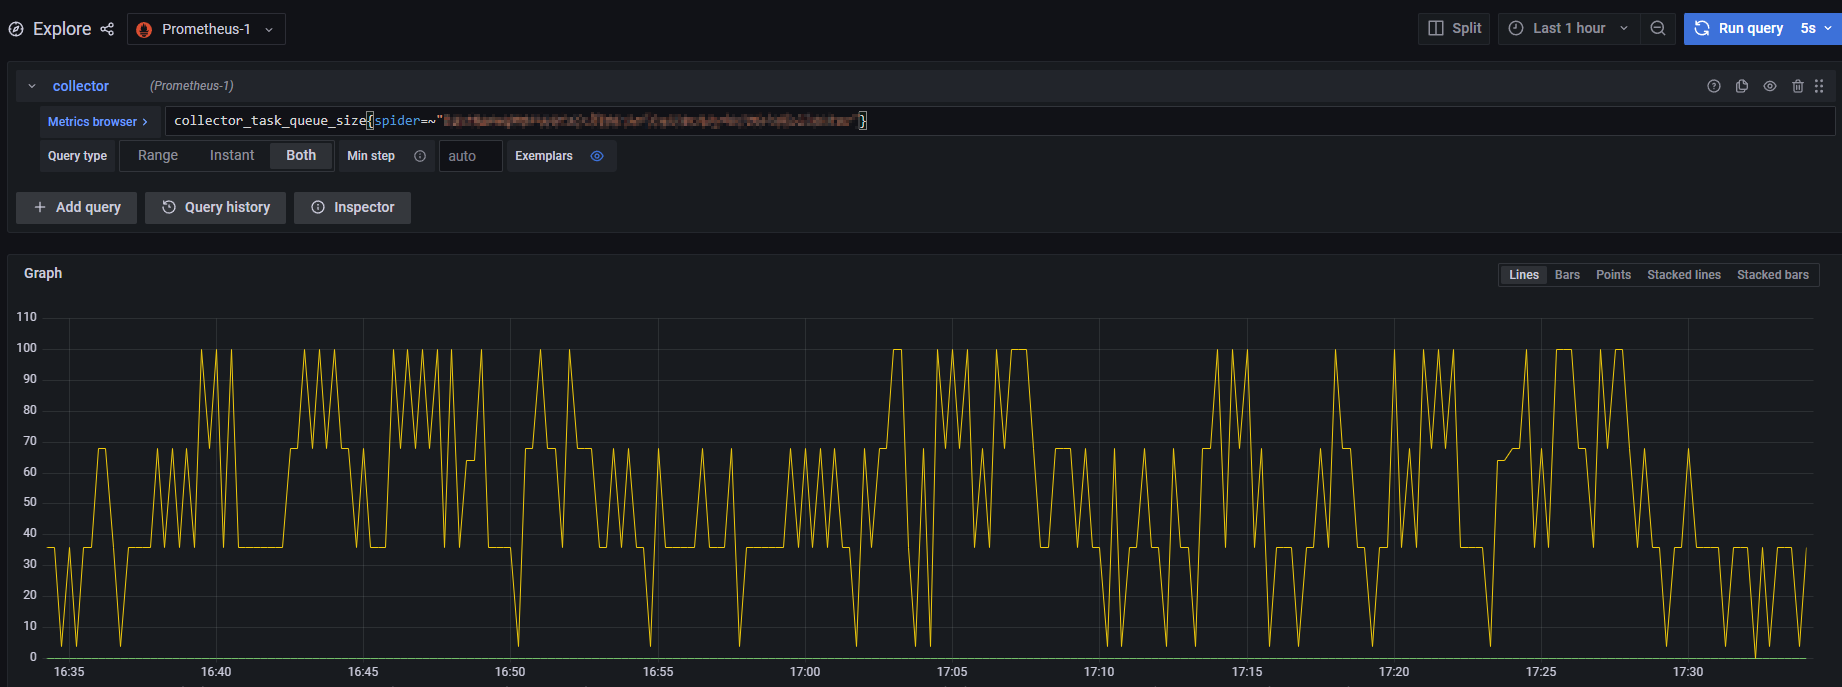 Explore Prometheus-1 Split Last 1 hour Run query 5s
collector (Prometheus-1)
Metrics browser > collector_task_queue_size{spider=~" "}
Query type Range Instant Both Min step auto Exemplars
+ Add query Query history Inspector
Graph Lines Bars Points Stacked lines Stacked bars
110
100
90
80
70
60
50
40
30
20
10
0
16:35 16:40 16:45 16:50 16:55 17:00 17:05 17:10 17:15 17:20 17:25 17:30